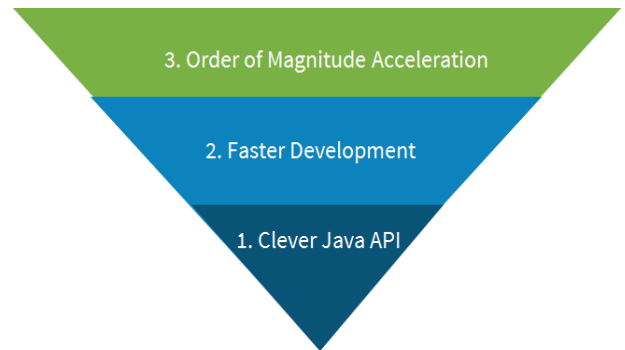 3. Order of Magnitude Acceleration
2. Faster Development
1. Clever Java API